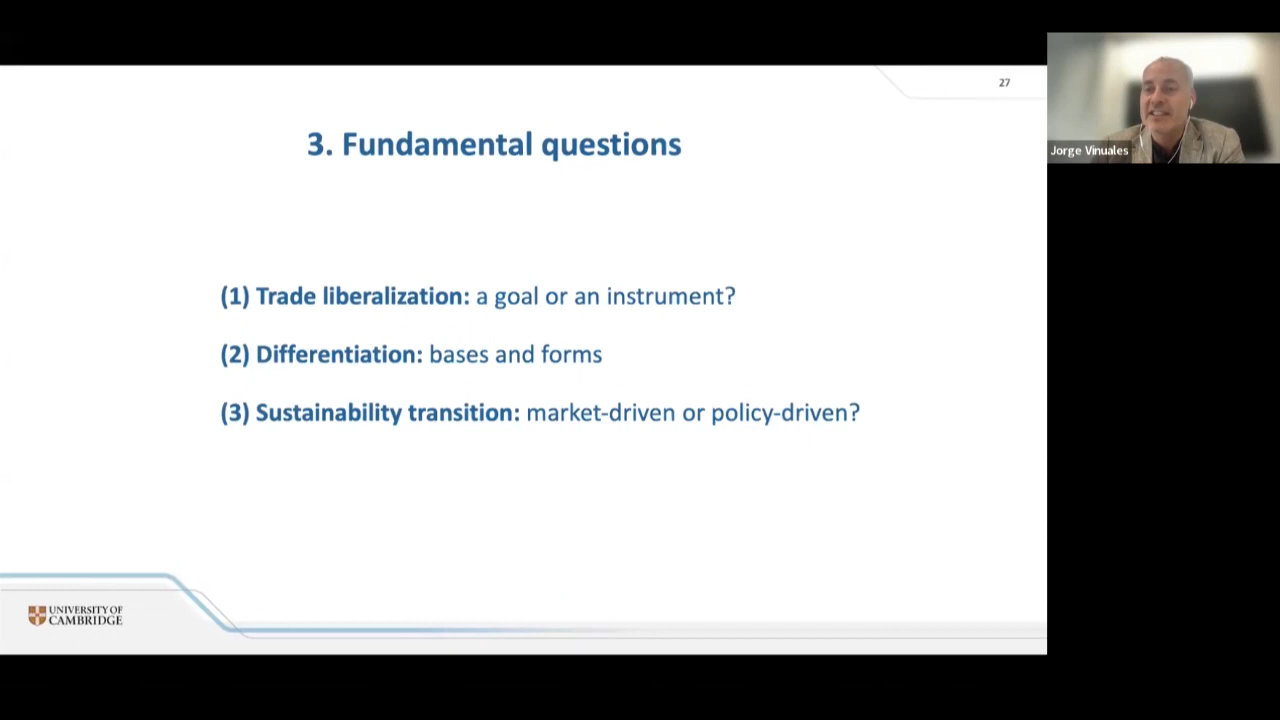 27
3. Fundamental questions
(1) Trade liberalization: a goal or an instrument?
(2) Differentiation: bases and forms
(3) Sustainability transition: market-driven or policy-driven?
UNIVERSITY OF
CAMBRIDGE
Jorge Vinuales